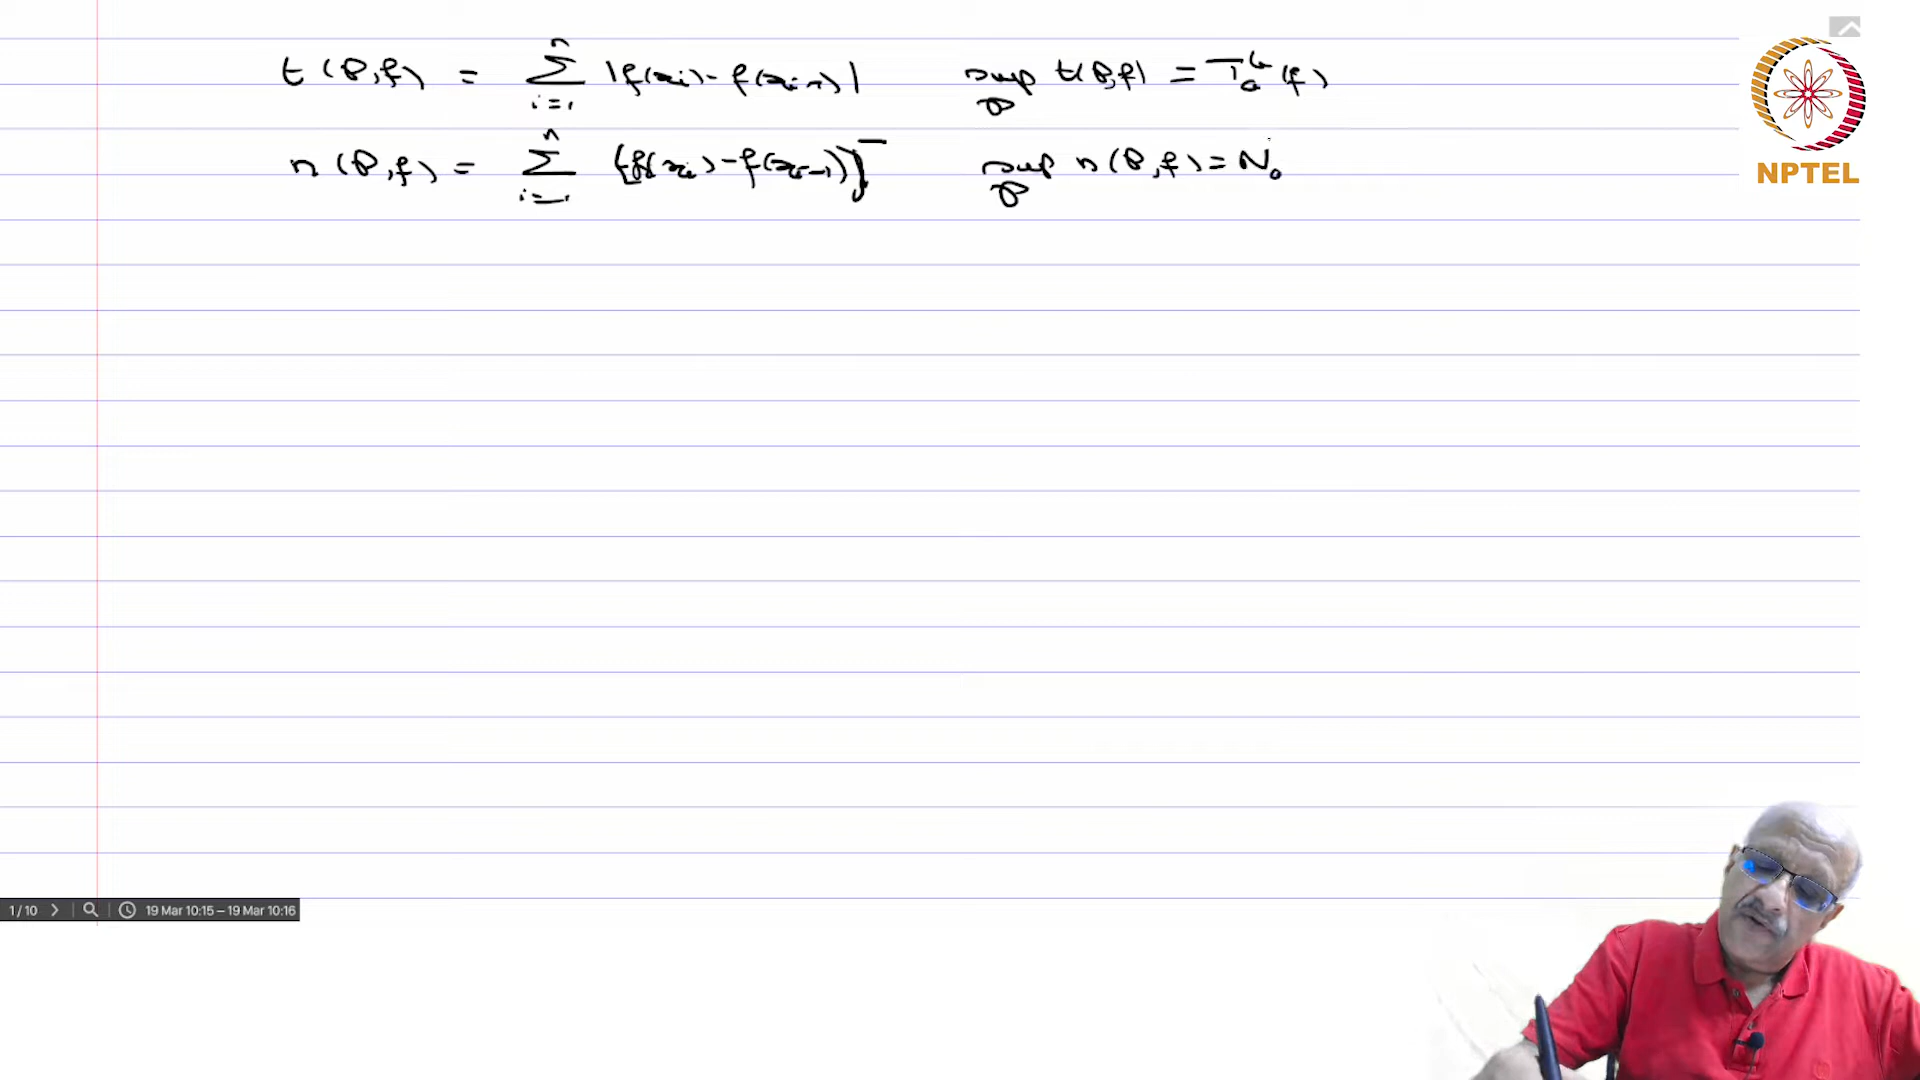 t(P,f) = Σ_{i=1}^{n} |f(x_i) - f(x_{i-1})| sup_P t(P,f) = T_a^b(f)
n(P,f) = Σ_{i=1}^{n} {f(x_i) - f(x_{i-1})}^- sup_P n(P,f) = N_a
NPTEL
1 / 10 19 Mar 10:15 – 19 Mar 10:16